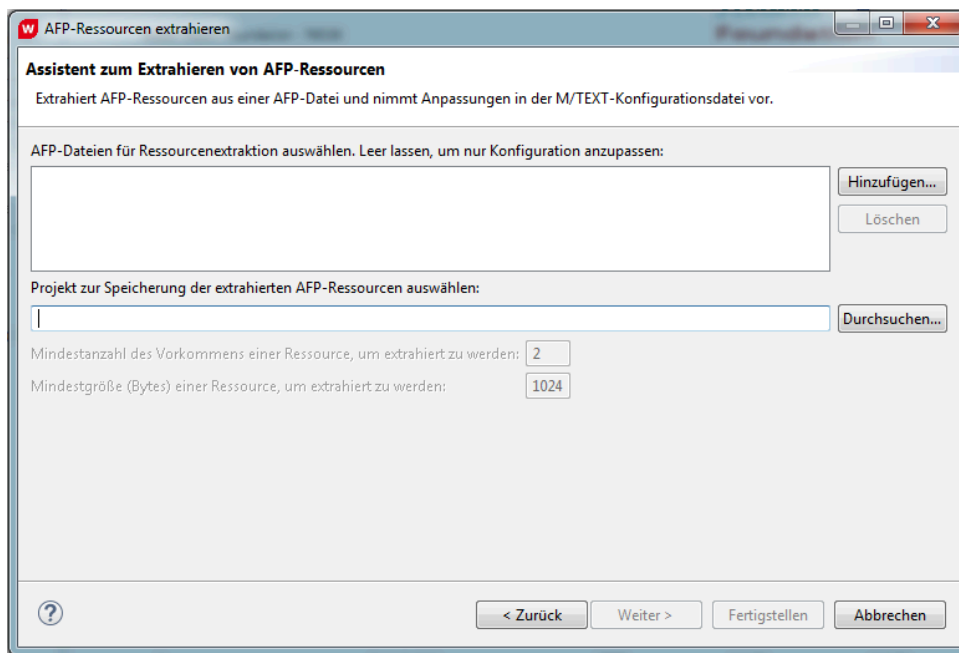 AFP-Ressourcen extrahieren
Assistent zum Extrahieren von AFP-Ressourcen
Extrahiert AFP-Ressourcen aus einer AFP-Datei und nimmt Anpassungen in der M/TEXT-Konfigurationsdatei vor.
AFP-Dateien für Ressourcenextraktion auswählen. Leer lassen, um nur Konfiguration anzupassen:
Hinzufügen...
Löschen
Projekt zur Speicherung der extrahierten AFP-Ressourcen auswählen:
Durchsuchen...
Mindestanzahl des Vorkommens einer Ressource, um extrahiert zu werden: 2
Mindestgröße (Bytes) einer Ressource, um extrahiert zu werden: 1024
< Zurück Weiter > Fertigstellen Abbrechen